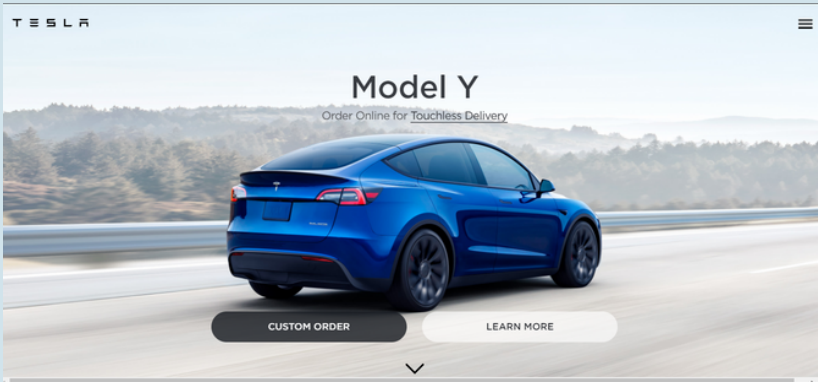 TESLA
Model Y
Order Online for Touchless Delivery
CUSTOM ORDER
LEARN MORE